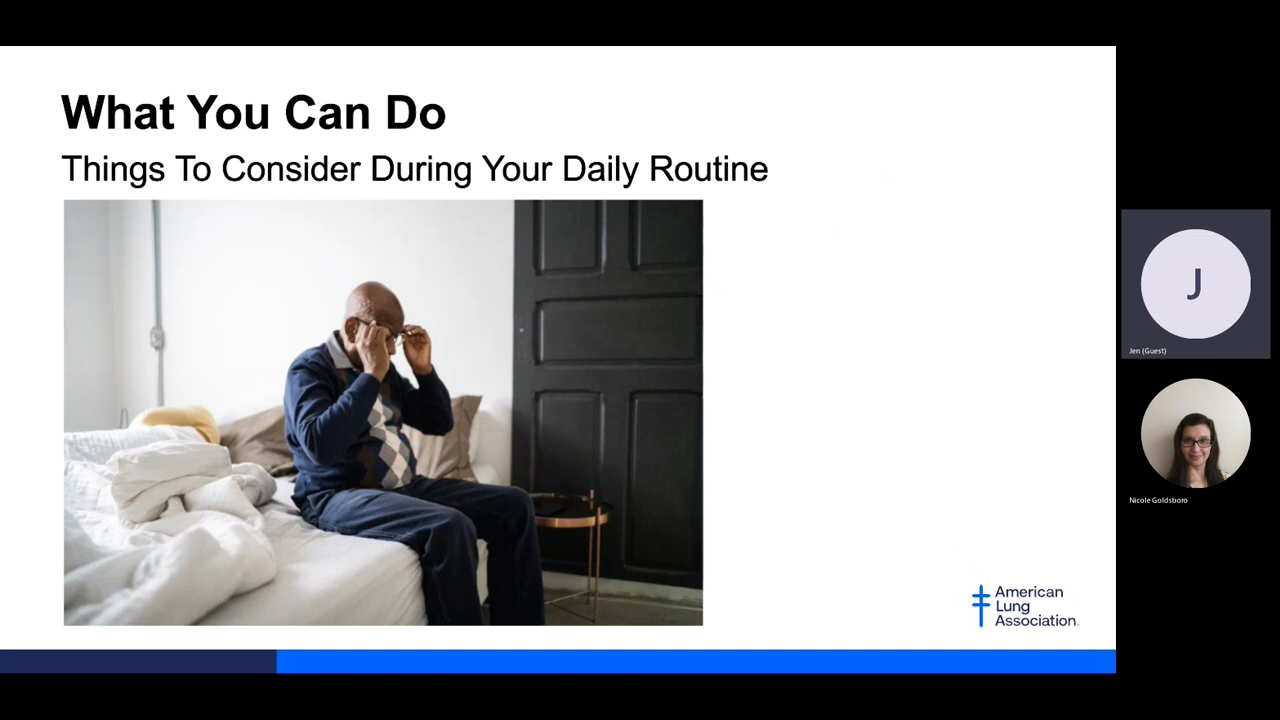 What You Can Do
Things To Consider During Your Daily Routine
American
Lung
Association.
J
Jen (Guest)
Nicole Goldsboro